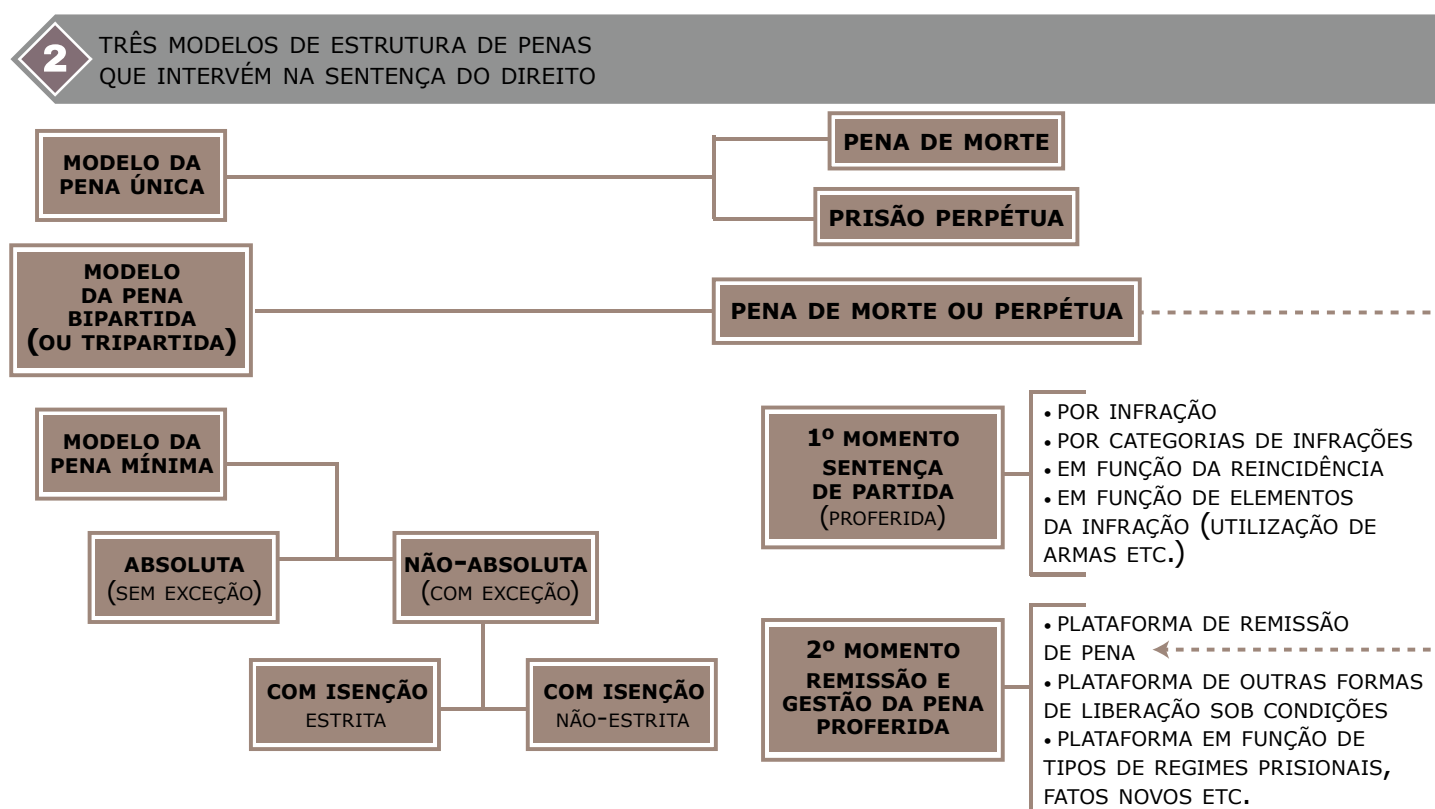 2
TRÊS MODELOS DE ESTRUTURA DE PENAS
QUE INTERVÉM NA SENTENÇA DO DIREITO
MODELO DA
PENA ÚNICA
PENA DE MORTE
PRISÃO PERPÉTUA
MODELO
DA PENA
BIPARTIDA
(OU TRIPARTIDA)
PENA DE MORTE OU PERPÉTUA
MODELO DA
PENA MÍNIMA
ABSOLUTA
(SEM EXCEÇÃO)
NÃO-ABSOLUTA
(COM EXCEÇÃO)
COM ISENÇÃO
ESTRITA
COM ISENÇÃO
NÃO-ESTRITA
1º MOMENTO
SENTENÇA
DE PARTIDA
(PROFERIDA)
• POR INFRAÇÃO
• POR CATEGORIAS DE INFRAÇÕES
• EM FUNÇÃO DA REINCIDÊNCIA
• EM FUNÇÃO DE ELEMENTOS
DA INFRAÇÃO (UTILIZAÇÃO DE
ARMAS ETC.)
2º MOMENTO
REMISSÃO E
GESTÃO DA PENA
PROFERIDA
• PLATAFORMA DE REMISSÃO
DE PENA
• PLATAFORMA DE OUTRAS FORMAS
DE LIBERAÇÃO SOB CONDIÇÕES
• PLATAFORMA EM FUNÇÃO DE
TIPOS DE REGIMES PRISIONAIS,
FATOS NOVOS ETC.